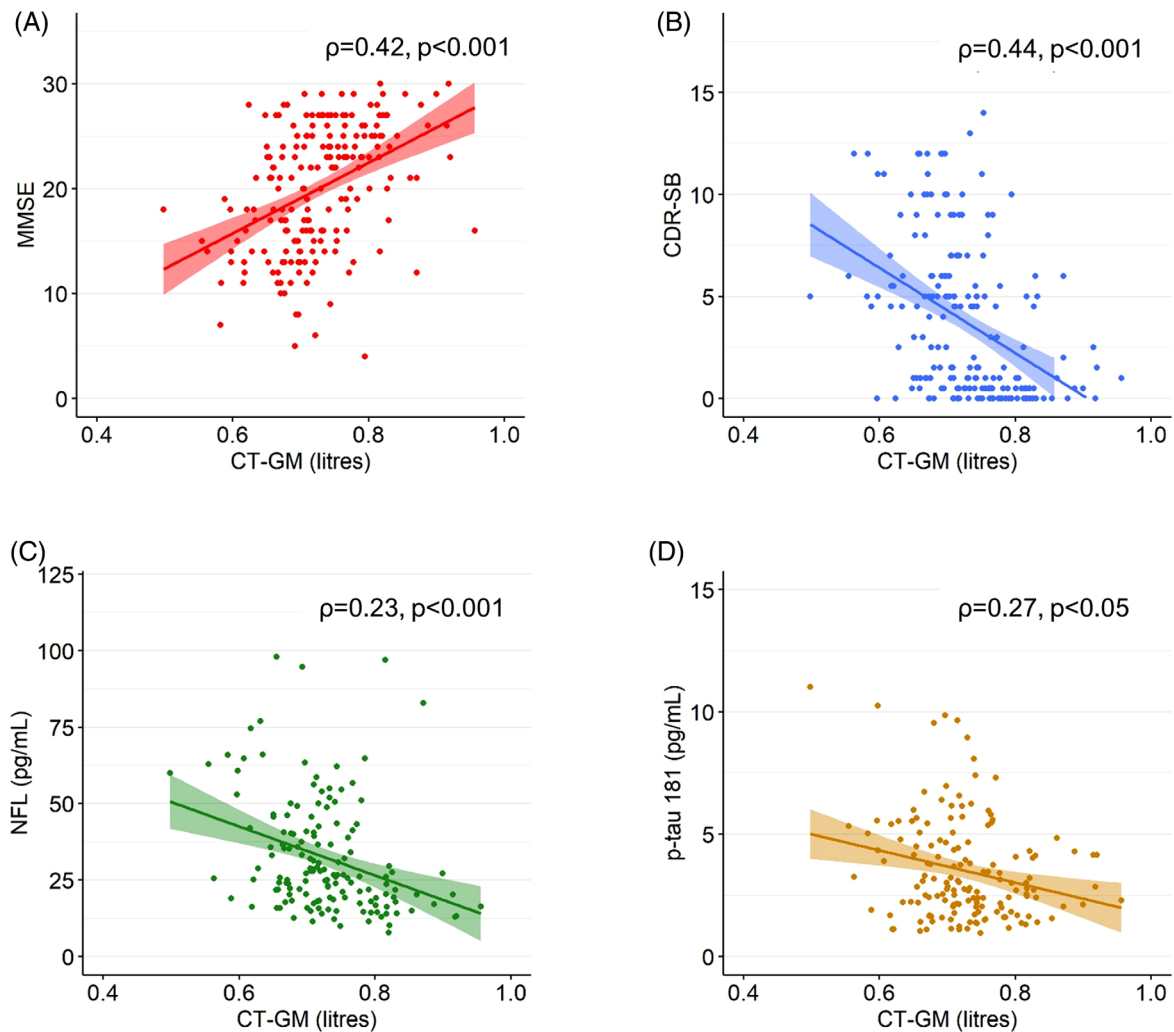 (A)
ρ=0.42, p<0.001
MMSE
30
20
10
0
0.4 0.6 0.8 1.0
CT-GM (litres)
(B)
ρ=0.44, p<0.001
CDR-SB
15
10
5
0
0.4 0.6 0.8 1.0
CT-GM (litres)
(C)
ρ=0.23, p<0.001
NFL (pg/mL)
125
100
75
50
25
0
0.4 0.6 0.8 1.0
CT-GM (litres)
(D)
ρ=0.27, p<0.05
p-tau 181 (pg/mL)
15
10
5
0
0.4 0.6 0.8 1.0
CT-GM (litres)